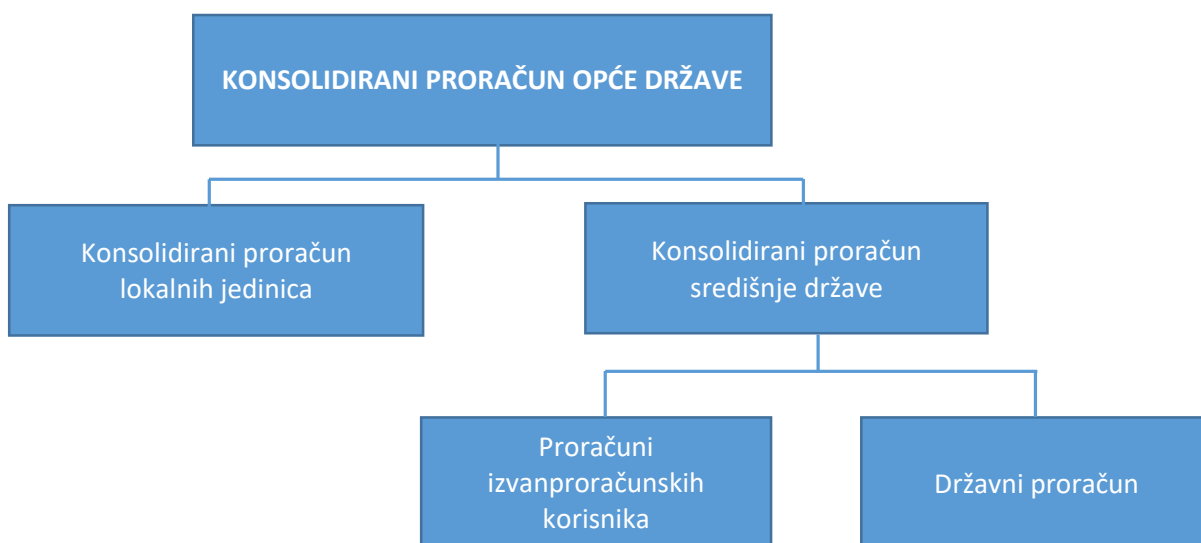 KONSOLIDIRANI PRORAČUN OPĆE DRŽAVE
Konsolidirani proračun
lokalnih jedinica
Konsolidirani proračun
središnje države
Proračuni
izvanproračunskih
korisnika
Državni proračun